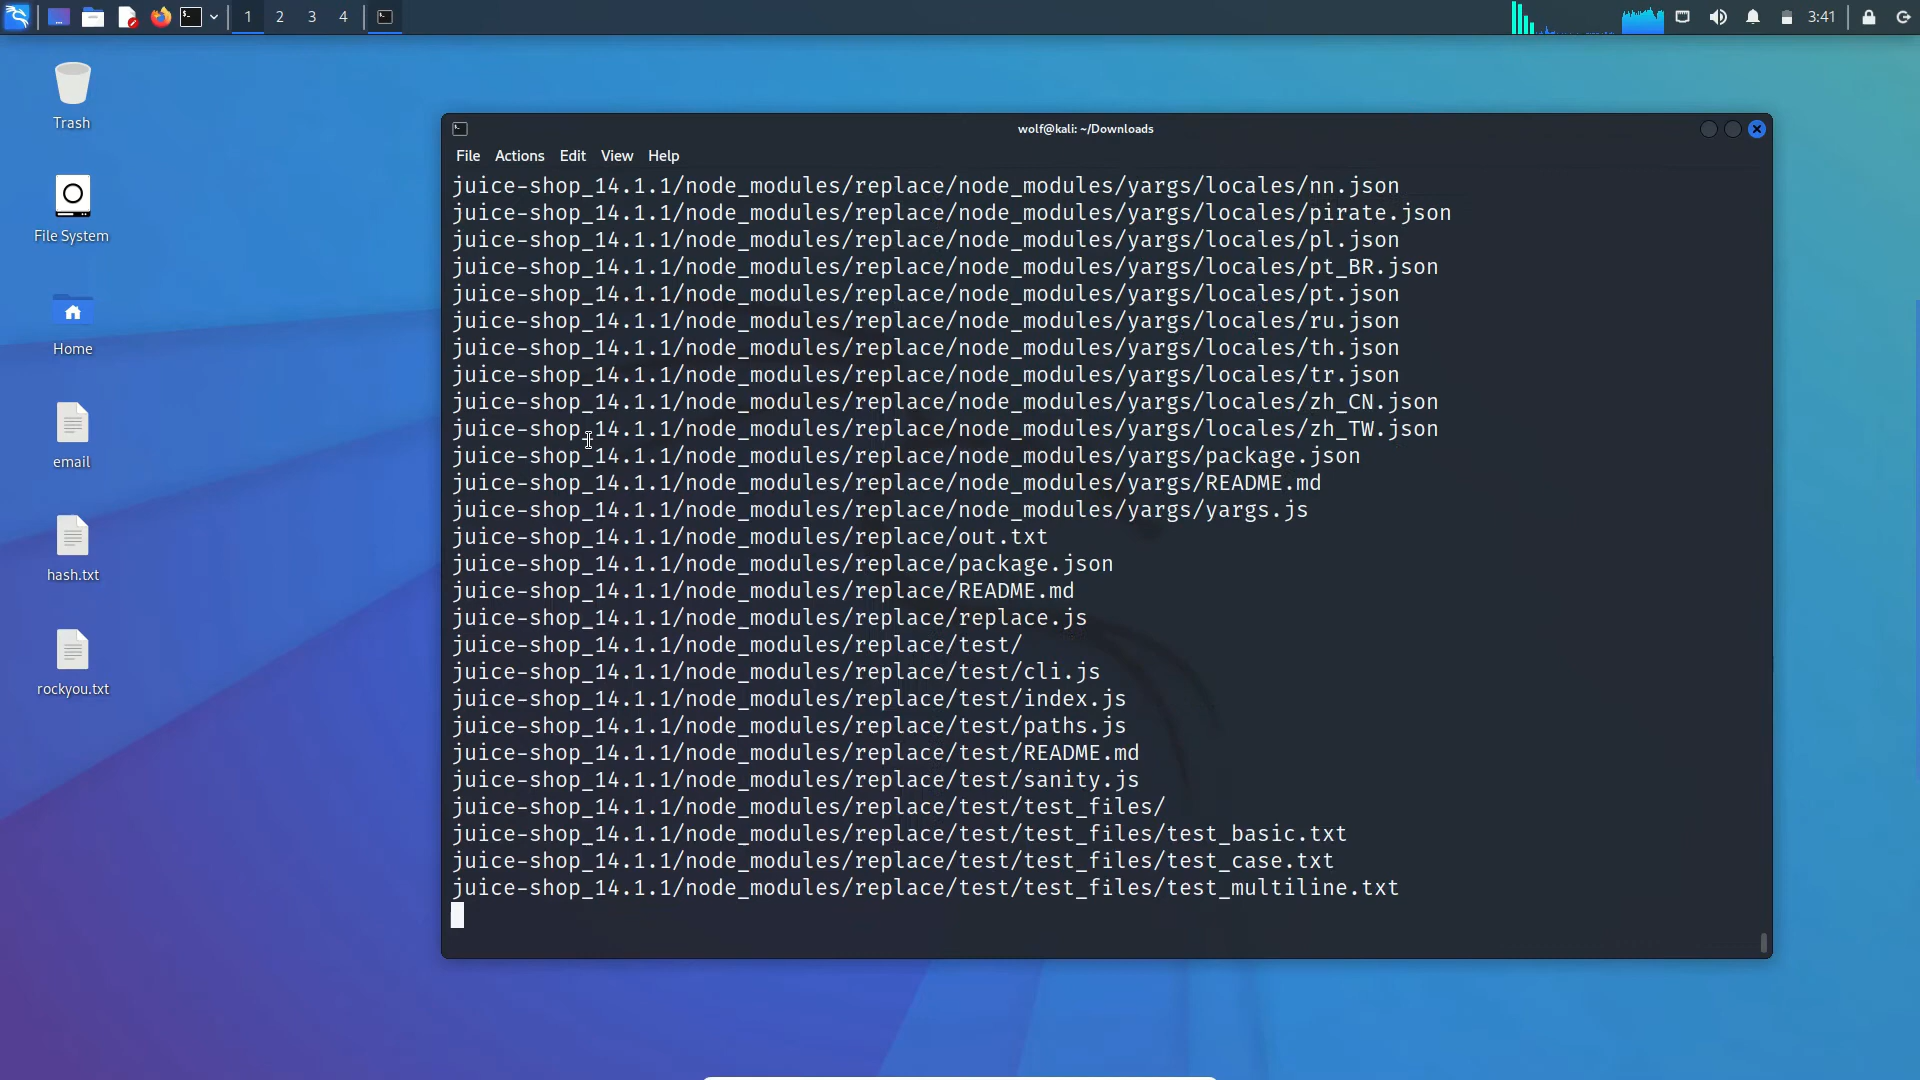 1 2 3 4 3:41
Trash
File System
Home
email
hash.txt
rockyou.txt
wolf@kali: ~/Downloads
File Actions Edit View Help
juice-shop_14.1.1/node_modules/replace/node_modules/yargs/locales/nn.json
juice-shop_14.1.1/node_modules/replace/node_modules/yargs/locales/pirate.json
juice-shop_14.1.1/node_modules/replace/node_modules/yargs/locales/pl.json
juice-shop_14.1.1/node_modules/replace/node_modules/yargs/locales/pt_BR.json
juice-shop_14.1.1/node_modules/replace/node_modules/yargs/locales/pt.json
juice-shop_14.1.1/node_modules/replace/node_modules/yargs/locales/ru.json
juice-shop_14.1.1/node_modules/replace/node_modules/yargs/locales/th.json
juice-shop_14.1.1/node_modules/replace/node_modules/yargs/locales/tr.json
juice-shop_14.1.1/node_modules/replace/node_modules/yargs/locales/zh_CN.json
juice-shop_14.1.1/node_modules/replace/node_modules/yargs/locales/zh_TW.json
juice-shop_14.1.1/node_modules/replace/node_modules/yargs/package.json
juice-shop_14.1.1/node_modules/replace/node_modules/yargs/README.md
juice-shop_14.1.1/node_modules/replace/node_modules/yargs/yargs.js
juice-shop_14.1.1/node_modules/replace/out.txt
juice-shop_14.1.1/node_modules/replace/package.json
juice-shop_14.1.1/node_modules/replace/README.md
juice-shop_14.1.1/node_modules/replace/replace.js
juice-shop_14.1.1/node_modules/replace/test/
juice-shop_14.1.1/node_modules/replace/test/cli.js
juice-shop_14.1.1/node_modules/replace/test/index.js
juice-shop_14.1.1/node_modules/replace/test/paths.js
juice-shop_14.1.1/node_modules/replace/test/README.md
juice-shop_14.1.1/node_modules/replace/test/sanity.js
juice-shop_14.1.1/node_modules/replace/test/test_files/
juice-shop_14.1.1/node_modules/replace/test/test_files/test_basic.txt
juice-shop_14.1.1/node_modules/replace/test/test_files/test_case.txt
juice-shop_14.1.1/node_modules/replace/test/test_files/test_multiline.txt